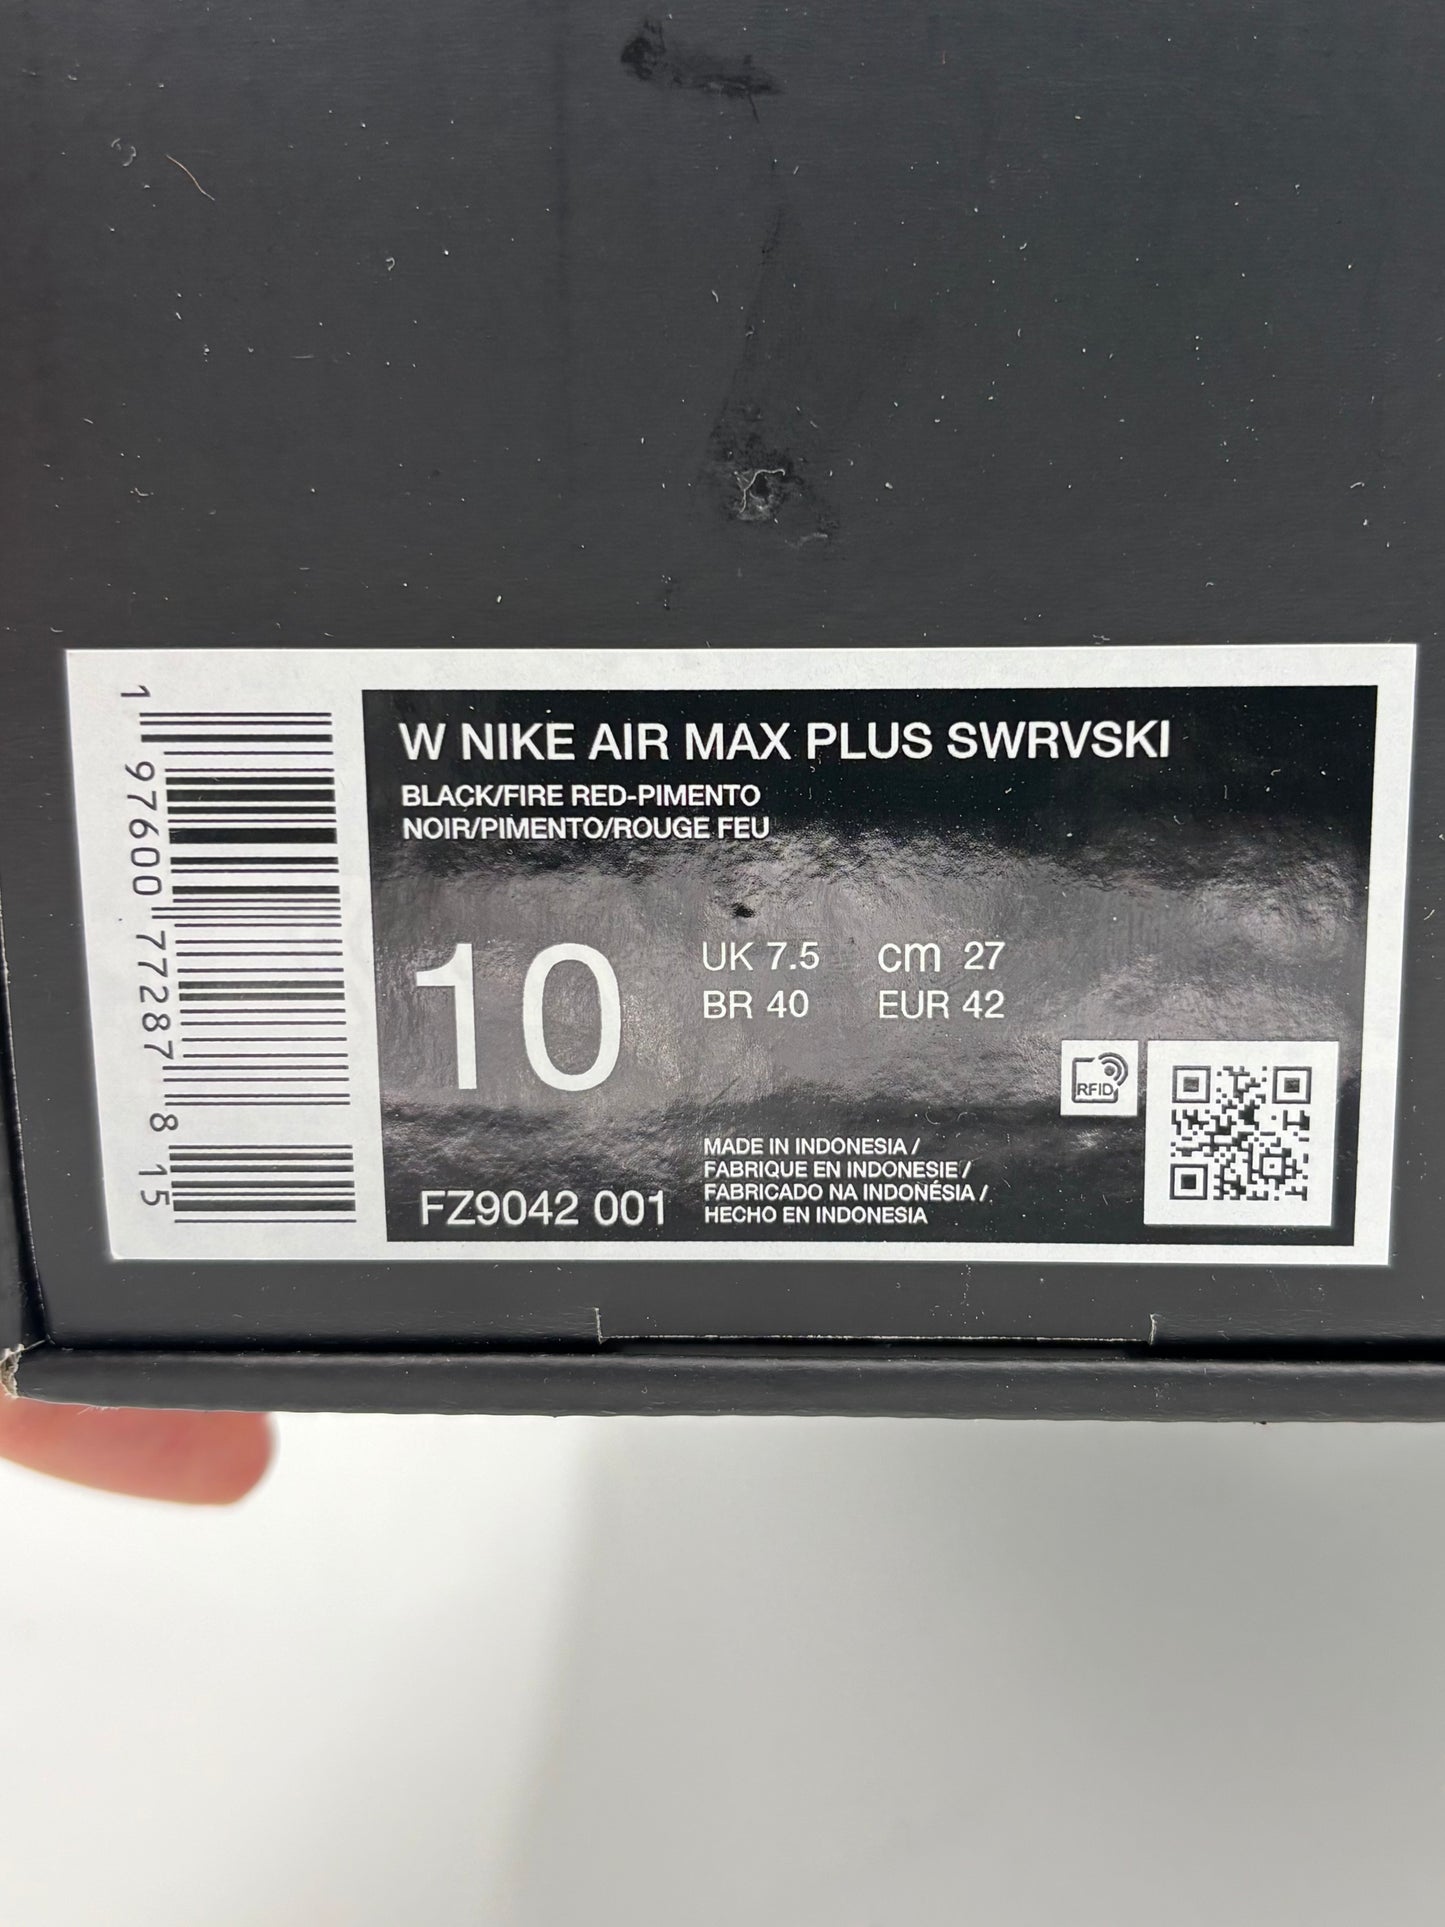 W NIKE AIR MAX PLUS SWRVSKI
BLACK/FIRE RED-PIMENTO
NOIR/PIMENTO/ROUGE FEU
10
UK 7.5 cm 27
BR 40 EUR 42
RFID
MADE IN INDONESIA /
FABRIQUE EN INDONESIE /
FABRICADO NA INDONÉSIA /
HECHO EN INDONESIA
FZ9042 001
1 97600 77287 8 15